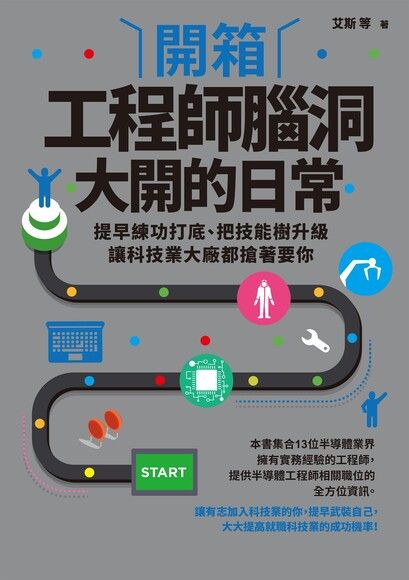 艾斯 等 著
開箱
工程師腦洞
大開的日常
提早練功打底、把技能樹升級
讓科技業大廠都搶著要你
START
本書集合13位半導體業界
擁有實務經驗的工程師，
提供半導體工程師相關職位的
全方位資訊。
讓有志加入科技業的你，提早武裝自己，
大大提高就職科技業的成功機率！